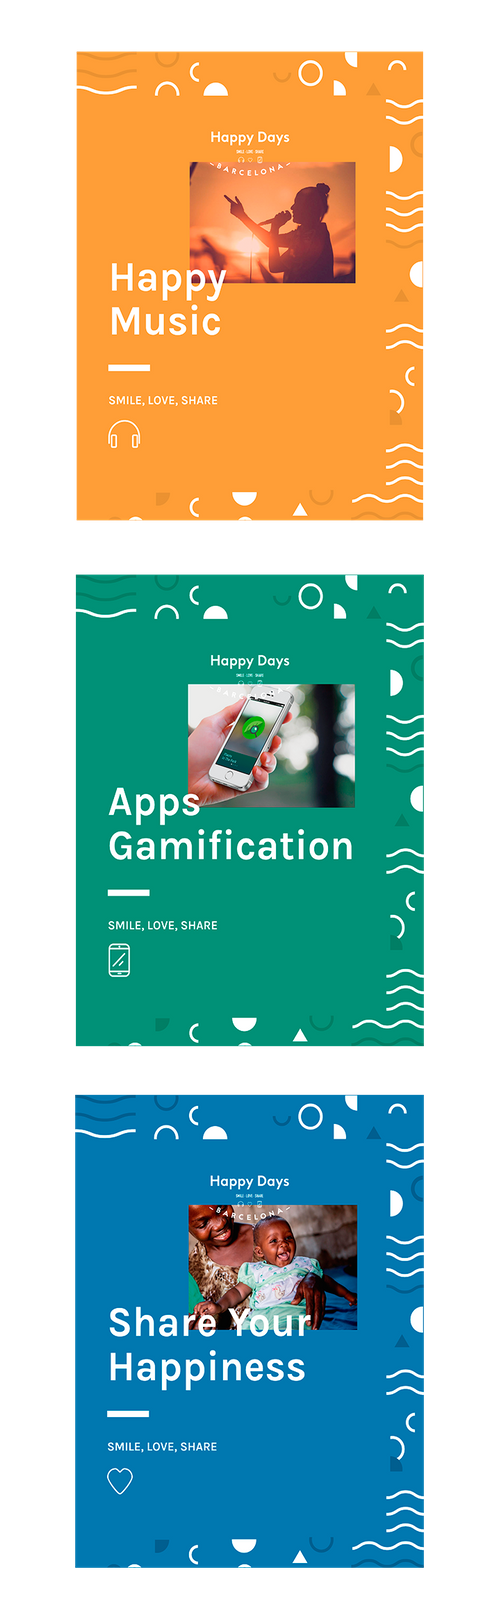 Happy Days
SMILE LOVE SHARE
BARCELONA
Happy
Music
SMILE, LOVE, SHARE
Happy Days
SMILE LOVE SHARE
BARCELONA
Apps
Gamification
SMILE, LOVE, SHARE
Happy Days
SMILE LOVE SHARE
BARCELONA
Share Your
Happiness
SMILE, LOVE, SHARE